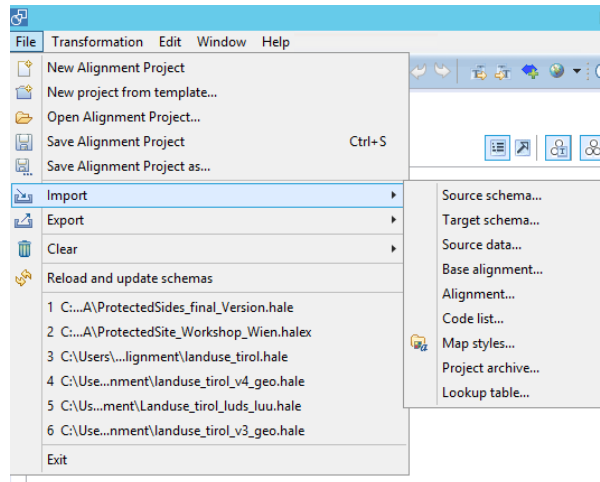 File Transformation Edit Window Help
New Alignment Project
New project from template...
Open Alignment Project...
Save Alignment Project Ctrl+S
Save Alignment Project as...
Import
Export
Clear
Reload and update schemas
1 C:...A\ProtectedSides_final_Version.hale
2 C:...A\ProtectedSite_Workshop_Wien.halex
3 C:\Users\...lignment\landuse_tirol.hale
4 C:\Use...nment\landuse_tirol_v4_geo.hale
5 C:\Us...ment\Landuse_tirol_luds_luu.hale
6 C:\Use...nment\landuse_tirol_v3_geo.hale
Exit
Source schema...
Target schema...
Source data...
Base alignment...
Alignment...
Code list...
Map styles...
Project archive...
Lookup table...